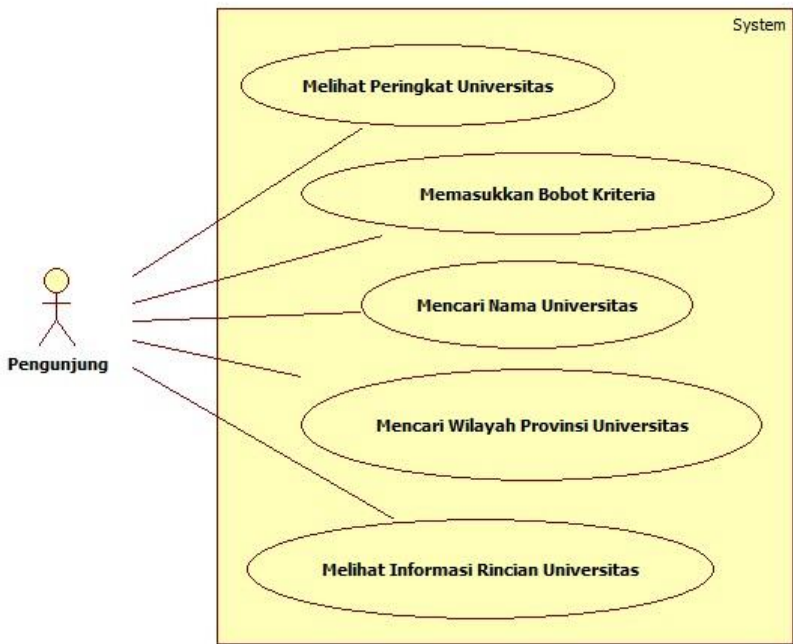 System
Melihat Peringkat Universitas
Memasukkan Bobot Kriteria
Mencari Nama Universitas
Pengunjung
Mencari Wilayah Provinsi Universitas
Melihat Informasi Rincian Universitas